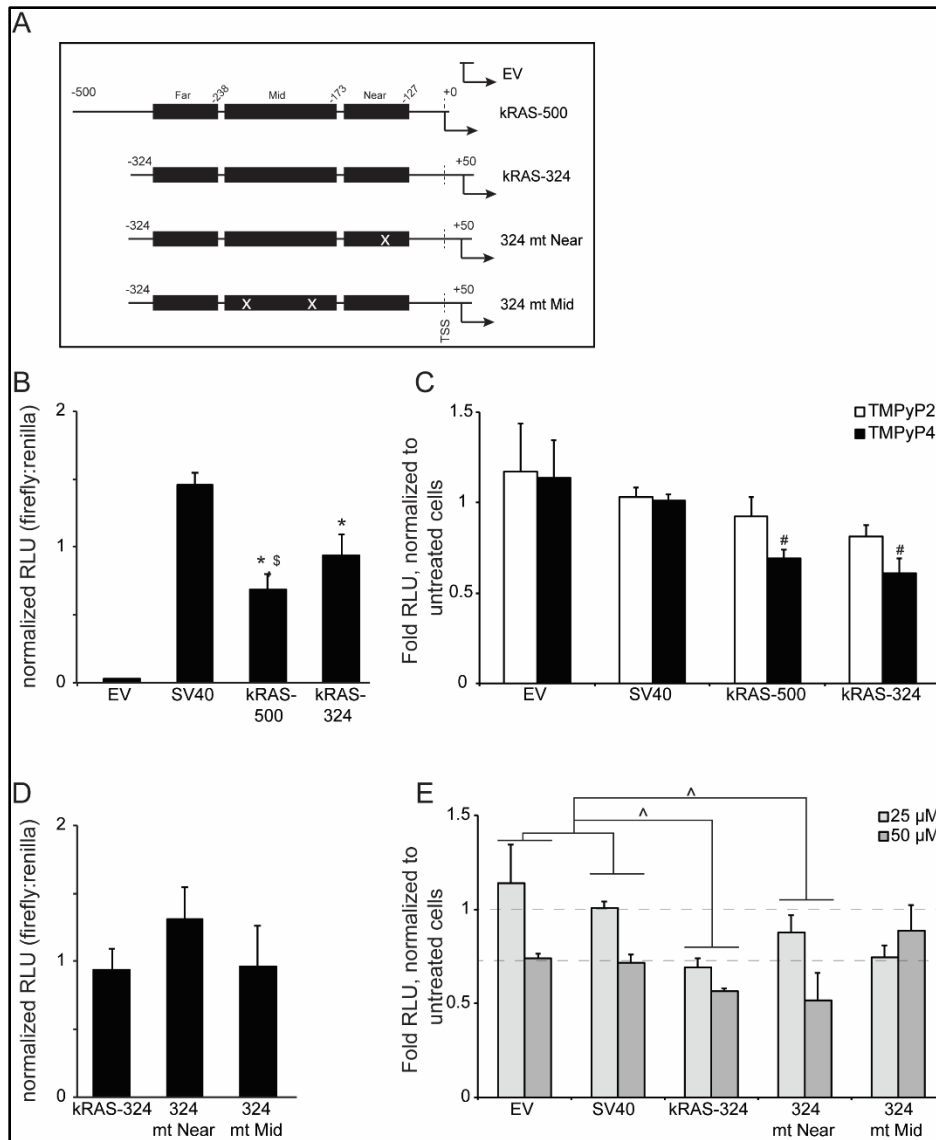 A
EV
-500
Far
-238
Mid
-173
Near
-127
+0
kRAS-500
-324
+50
kRAS-324
-324
+50
X
324 mt Near
-324
+50
X
X
324 mt Mid
TSS
B
normalized RLU (firefly:renilla)
2
1
0
*,$
*
EV
SV40
kRAS-
500
kRAS-
324
C
Fold RLU, normalized to
untreated cells
1.5
1
0.5
0
TMPyP2
TMPyP4
#
#
EV
SV40
kRAS-500
kRAS-324
D
normalized RLU (firefly:renilla)
2
1
0
kRAS-324
324
mt Near
324
mt Mid
E
Fold RLU, normalized to
untreated cells
1.5
1
0.5
0
^
^
25 µM
50 µM
EV
SV40
kRAS-324
324
mt Near
324
mt Mid